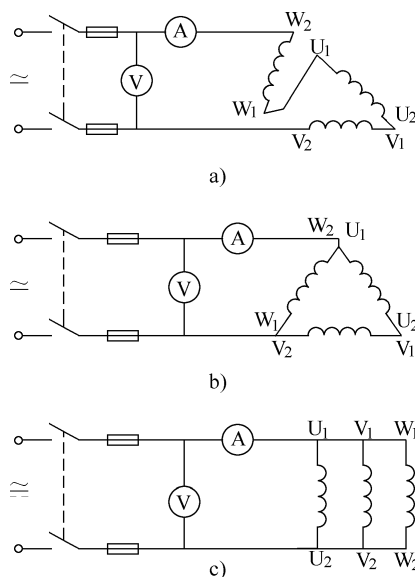 A W₂
U₁
V
W₁ U₂
≃
V₂ V₁
a)
W₂ U₁
A
V
≃
W₁ U₂
V₂ V₁
b)
A U₁ V₁ W₁
V
≃
U₂ V₂ W₂
c)